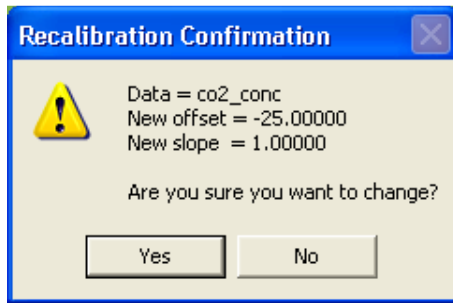 Recalibration Confirmation
Data = co2_conc
New offset = -25.00000
New slope = 1.00000
Are you sure you want to change?
Yes No